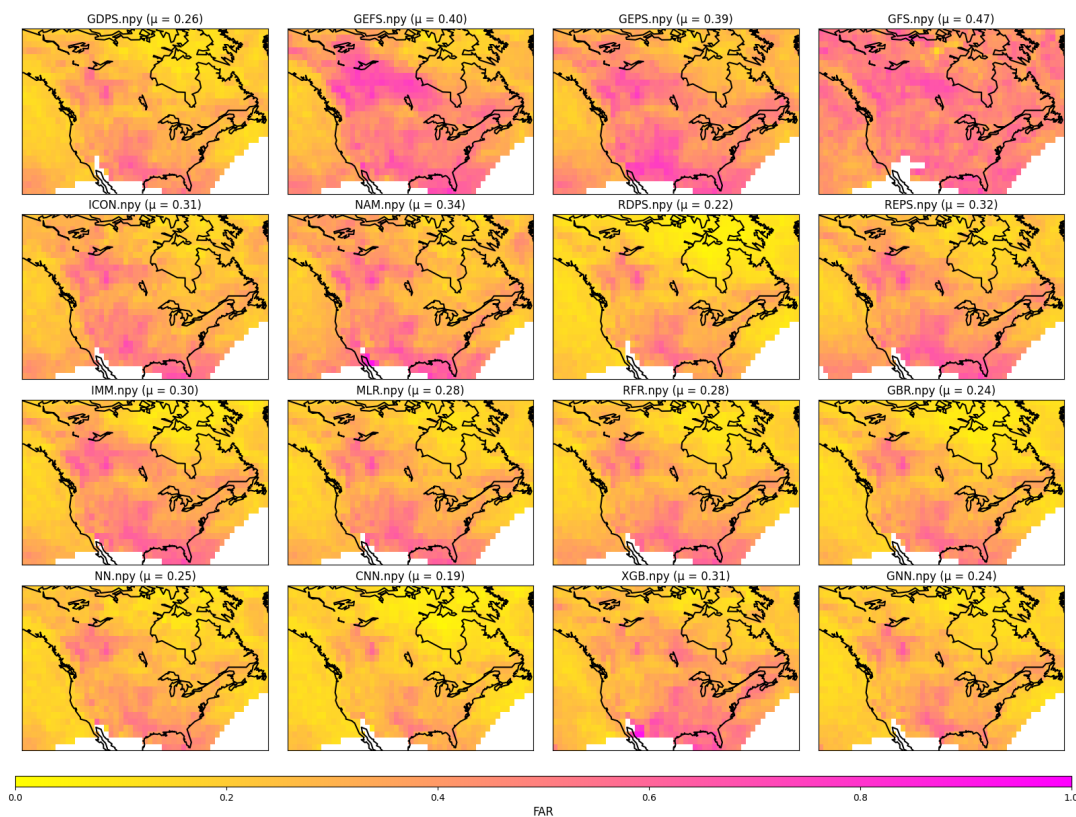 GDPS.npy (μ = 0.26)
GEFS.npy (μ = 0.40)
GEPS.npy (μ = 0.39)
GFS.npy (μ = 0.47)
ICON.npy (μ = 0.31)
NAM.npy (μ = 0.34)
RDPS.npy (μ = 0.22)
REPS.npy (μ = 0.32)
IMM.npy (μ = 0.30)
MLR.npy (μ = 0.28)
RFR.npy (μ = 0.28)
GBR.npy (μ = 0.24)
NN.npy (μ = 0.25)
CNN.npy (μ = 0.19)
XGB.npy (μ = 0.31)
GNN.npy (μ = 0.24)
0.0 0.2 0.4 0.6 0.8 1.0
FAR